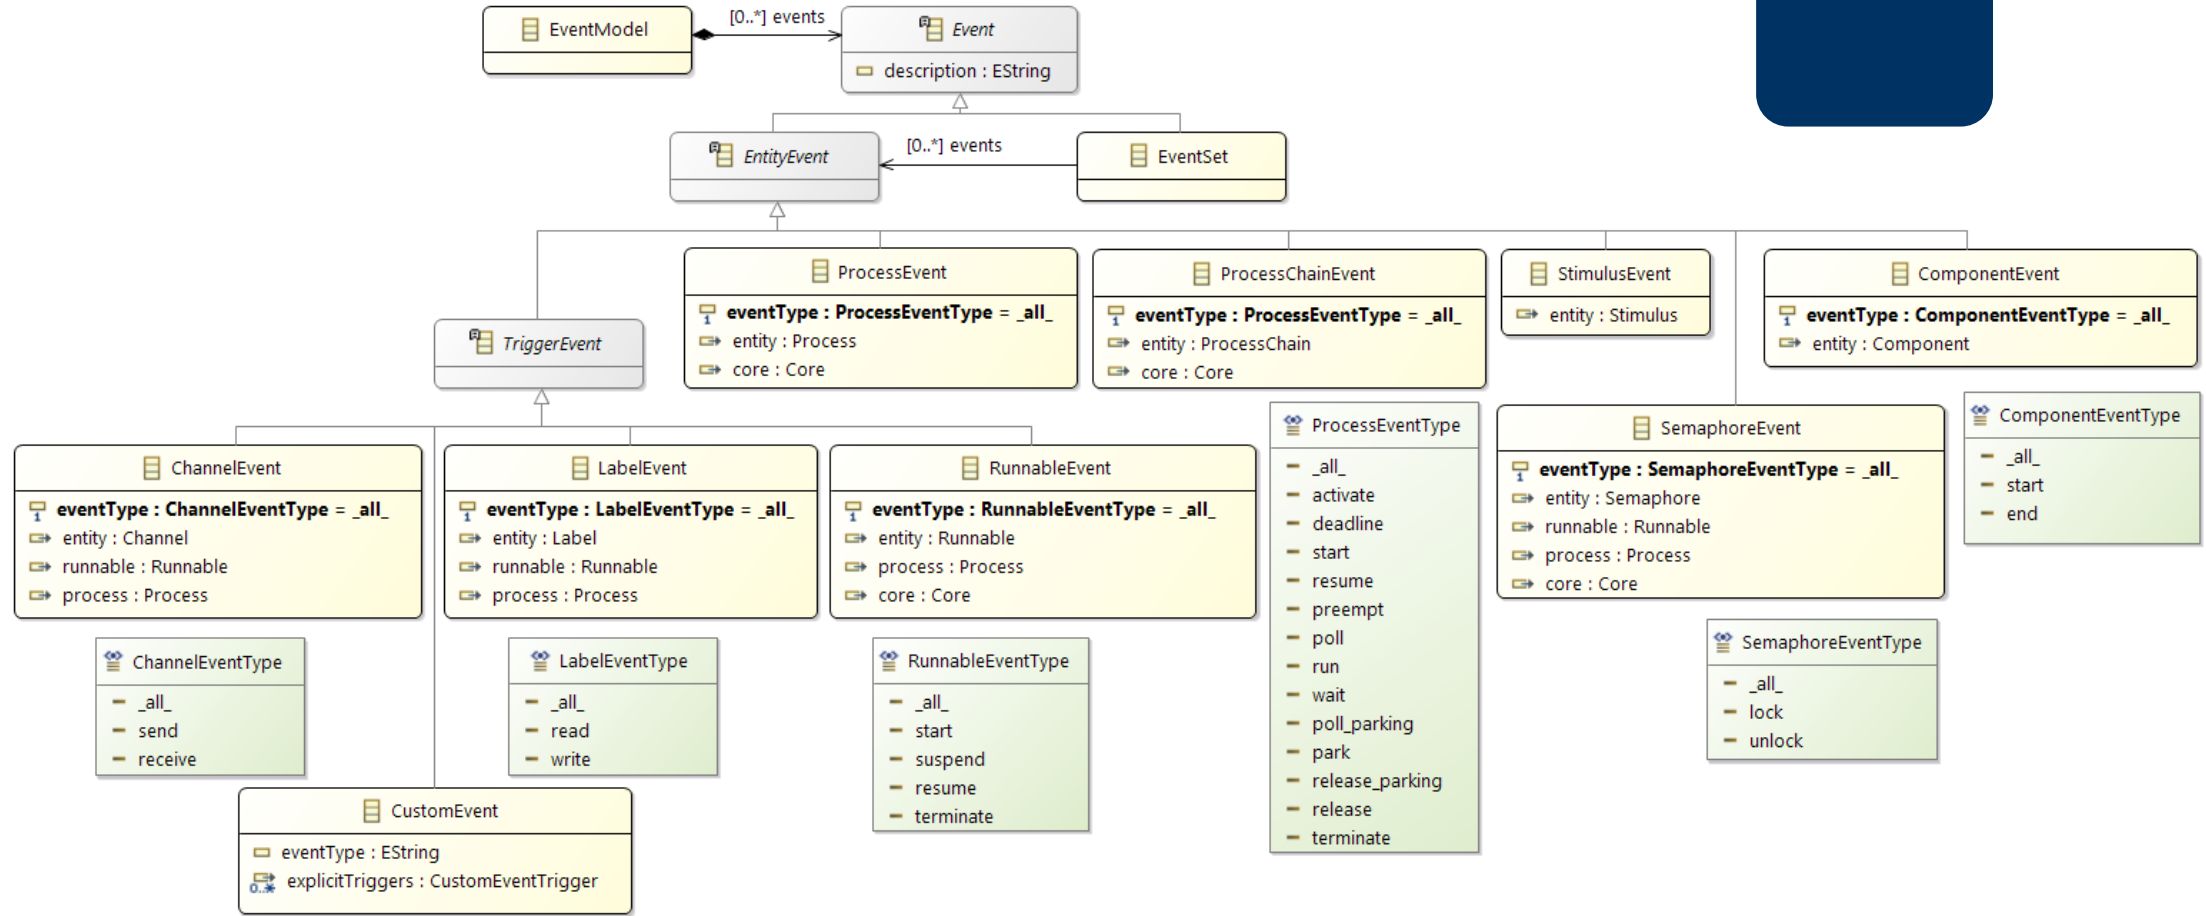 EventModel
[0..*] events
Event
description : EString
EntityEvent
[0..*] events
EventSet
ProcessEvent
eventType : ProcessEventType = _all_
entity : Process
core : Core
ProcessChainEvent
eventType : ProcessEventType = _all_
entity : ProcessChain
core : Core
StimulusEvent
entity : Stimulus
ComponentEvent
eventType : ComponentEventType = _all_
entity : Component
TriggerEvent
ChannelEvent
eventType : ChannelEventType = _all_
entity : Channel
runnable : Runnable
process : Process
LabelEvent
eventType : LabelEventType = _all_
entity : Label
runnable : Runnable
process : Process
RunnableEvent
eventType : RunnableEventType = _all_
entity : Runnable
process : Process
core : Core
ProcessEventType
_all_
activate
deadline
start
resume
preempt
poll
run
wait
poll_parking
park
release_parking
release
terminate
SemaphoreEvent
eventType : SemaphoreEventType = _all_
entity : Semaphore
runnable : Runnable
process : Process
core : Core
ComponentEventType
_all_
start
end
ChannelEventType
_all_
send
receive
LabelEventType
_all_
read
write
RunnableEventType
_all_
start
suspend
resume
terminate
SemaphoreEventType
_all_
lock
unlock
CustomEvent
eventType : EString
0..* explicitTriggers : CustomEventTrigger